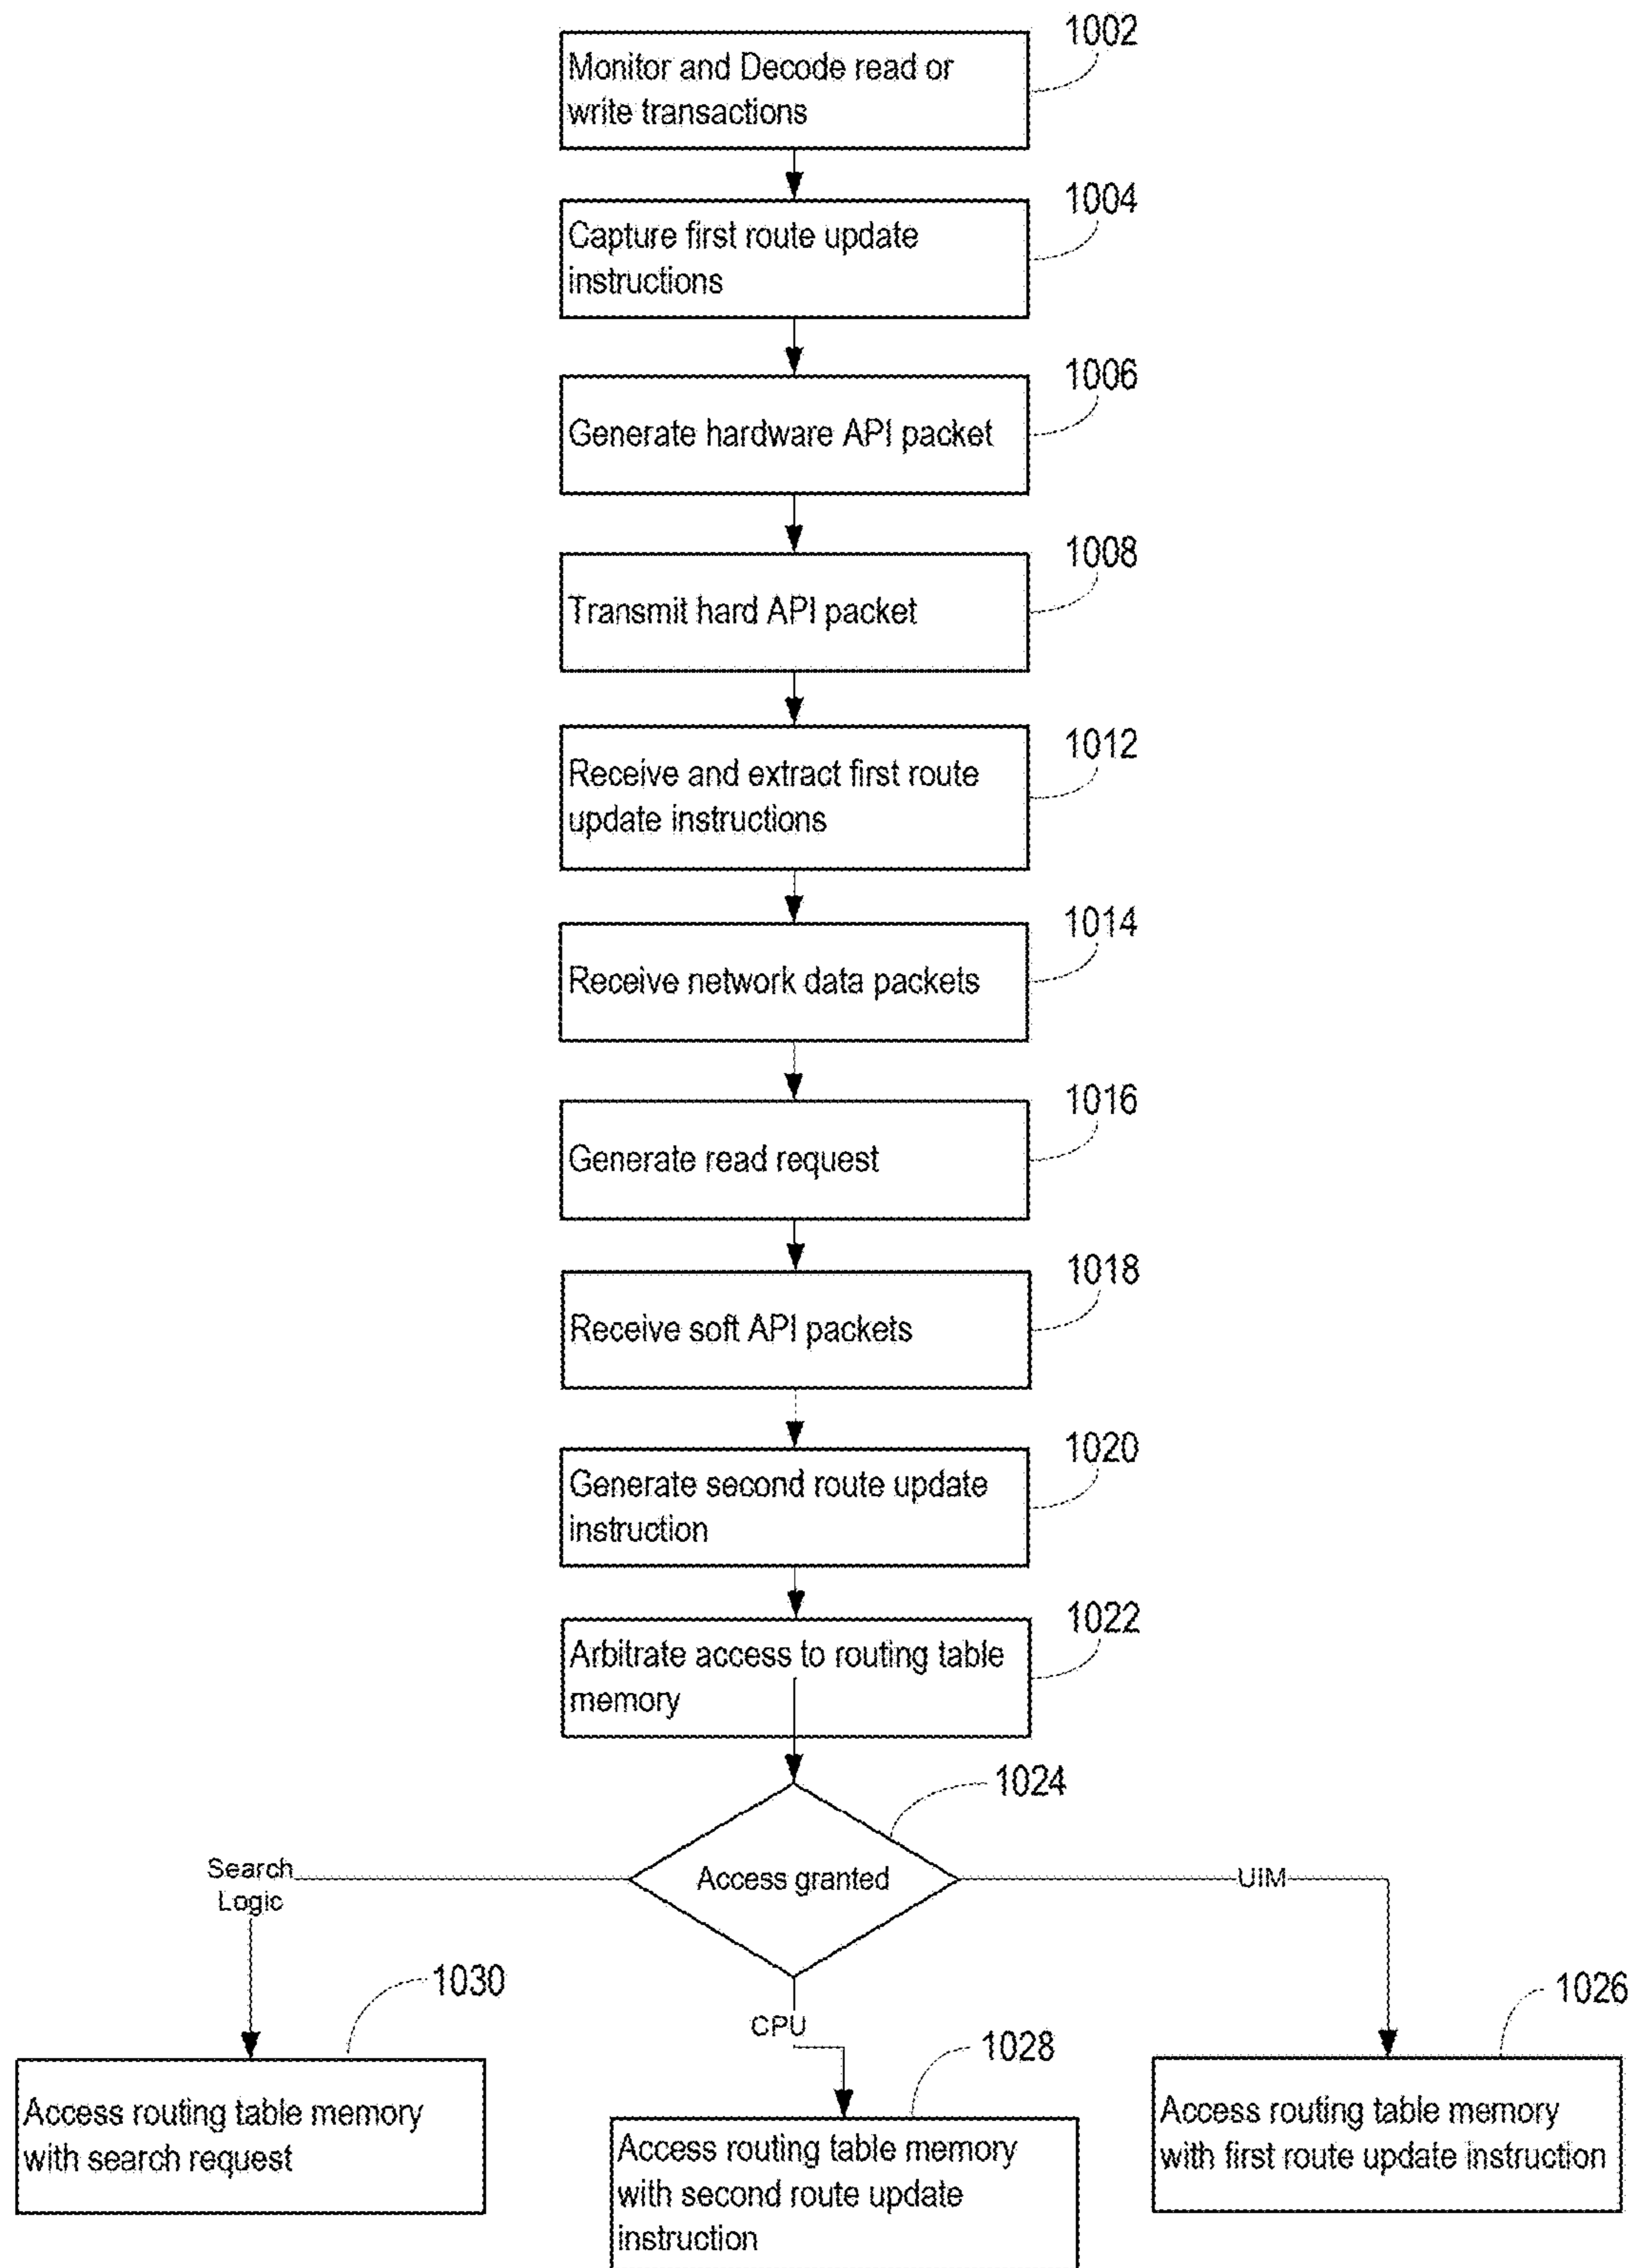 1002
Monitor and Decode read or
write transactions
1004
Capture first route update
instructions
1006
Generate hardware API packet
1008
Transmit hard API packet
1012
Receive and extract first route
update instructions
1014
Receive network data packets
1016
Generate read request
1018
Receive soft API packets
1020
Generate second route update
instruction
1022
Arbitrate access to routing table
memory
1024
Access granted
Search
Logic
UIM
CPU
1030
Access routing table memory
with search request
1028
Access routing table memory
with second route update
instruction
1026
Access routing table memory
with first route update instruction